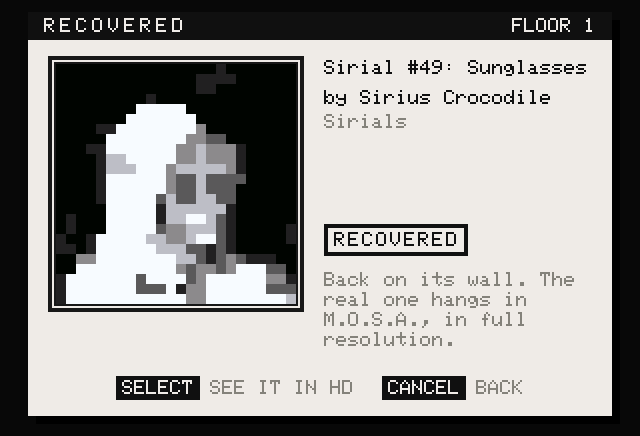 RECOVERED FLOOR 1
Sirial #49: Sunglasses
by Sirius Crocodile
Sirials
RECOVERED
Back on its wall. The
real one hangs in
M.O.S.A., in full
resolution.
SELECT SEE IT IN HD CANCEL BACK